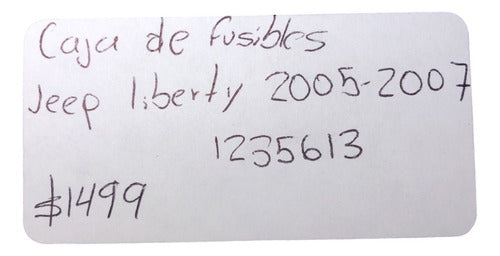 Caja de fusibles
Jeep liberty 2005-2007
1235613
$1499